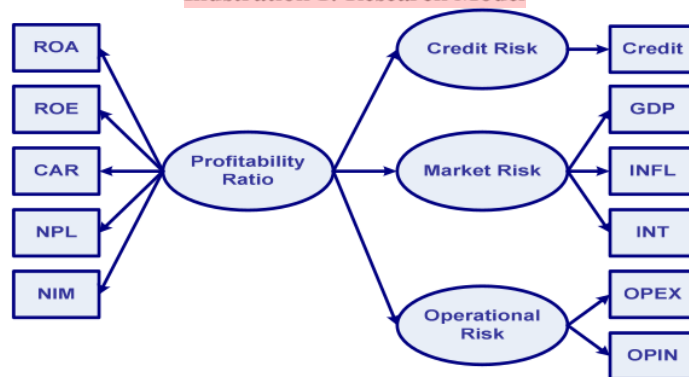 ROA
ROE
CAR
NPL
NIM
Profitability
Ratio
Credit Risk
Market Risk
Operational
Risk
Credit
GDP
INFL
INT
OPEX
OPIN